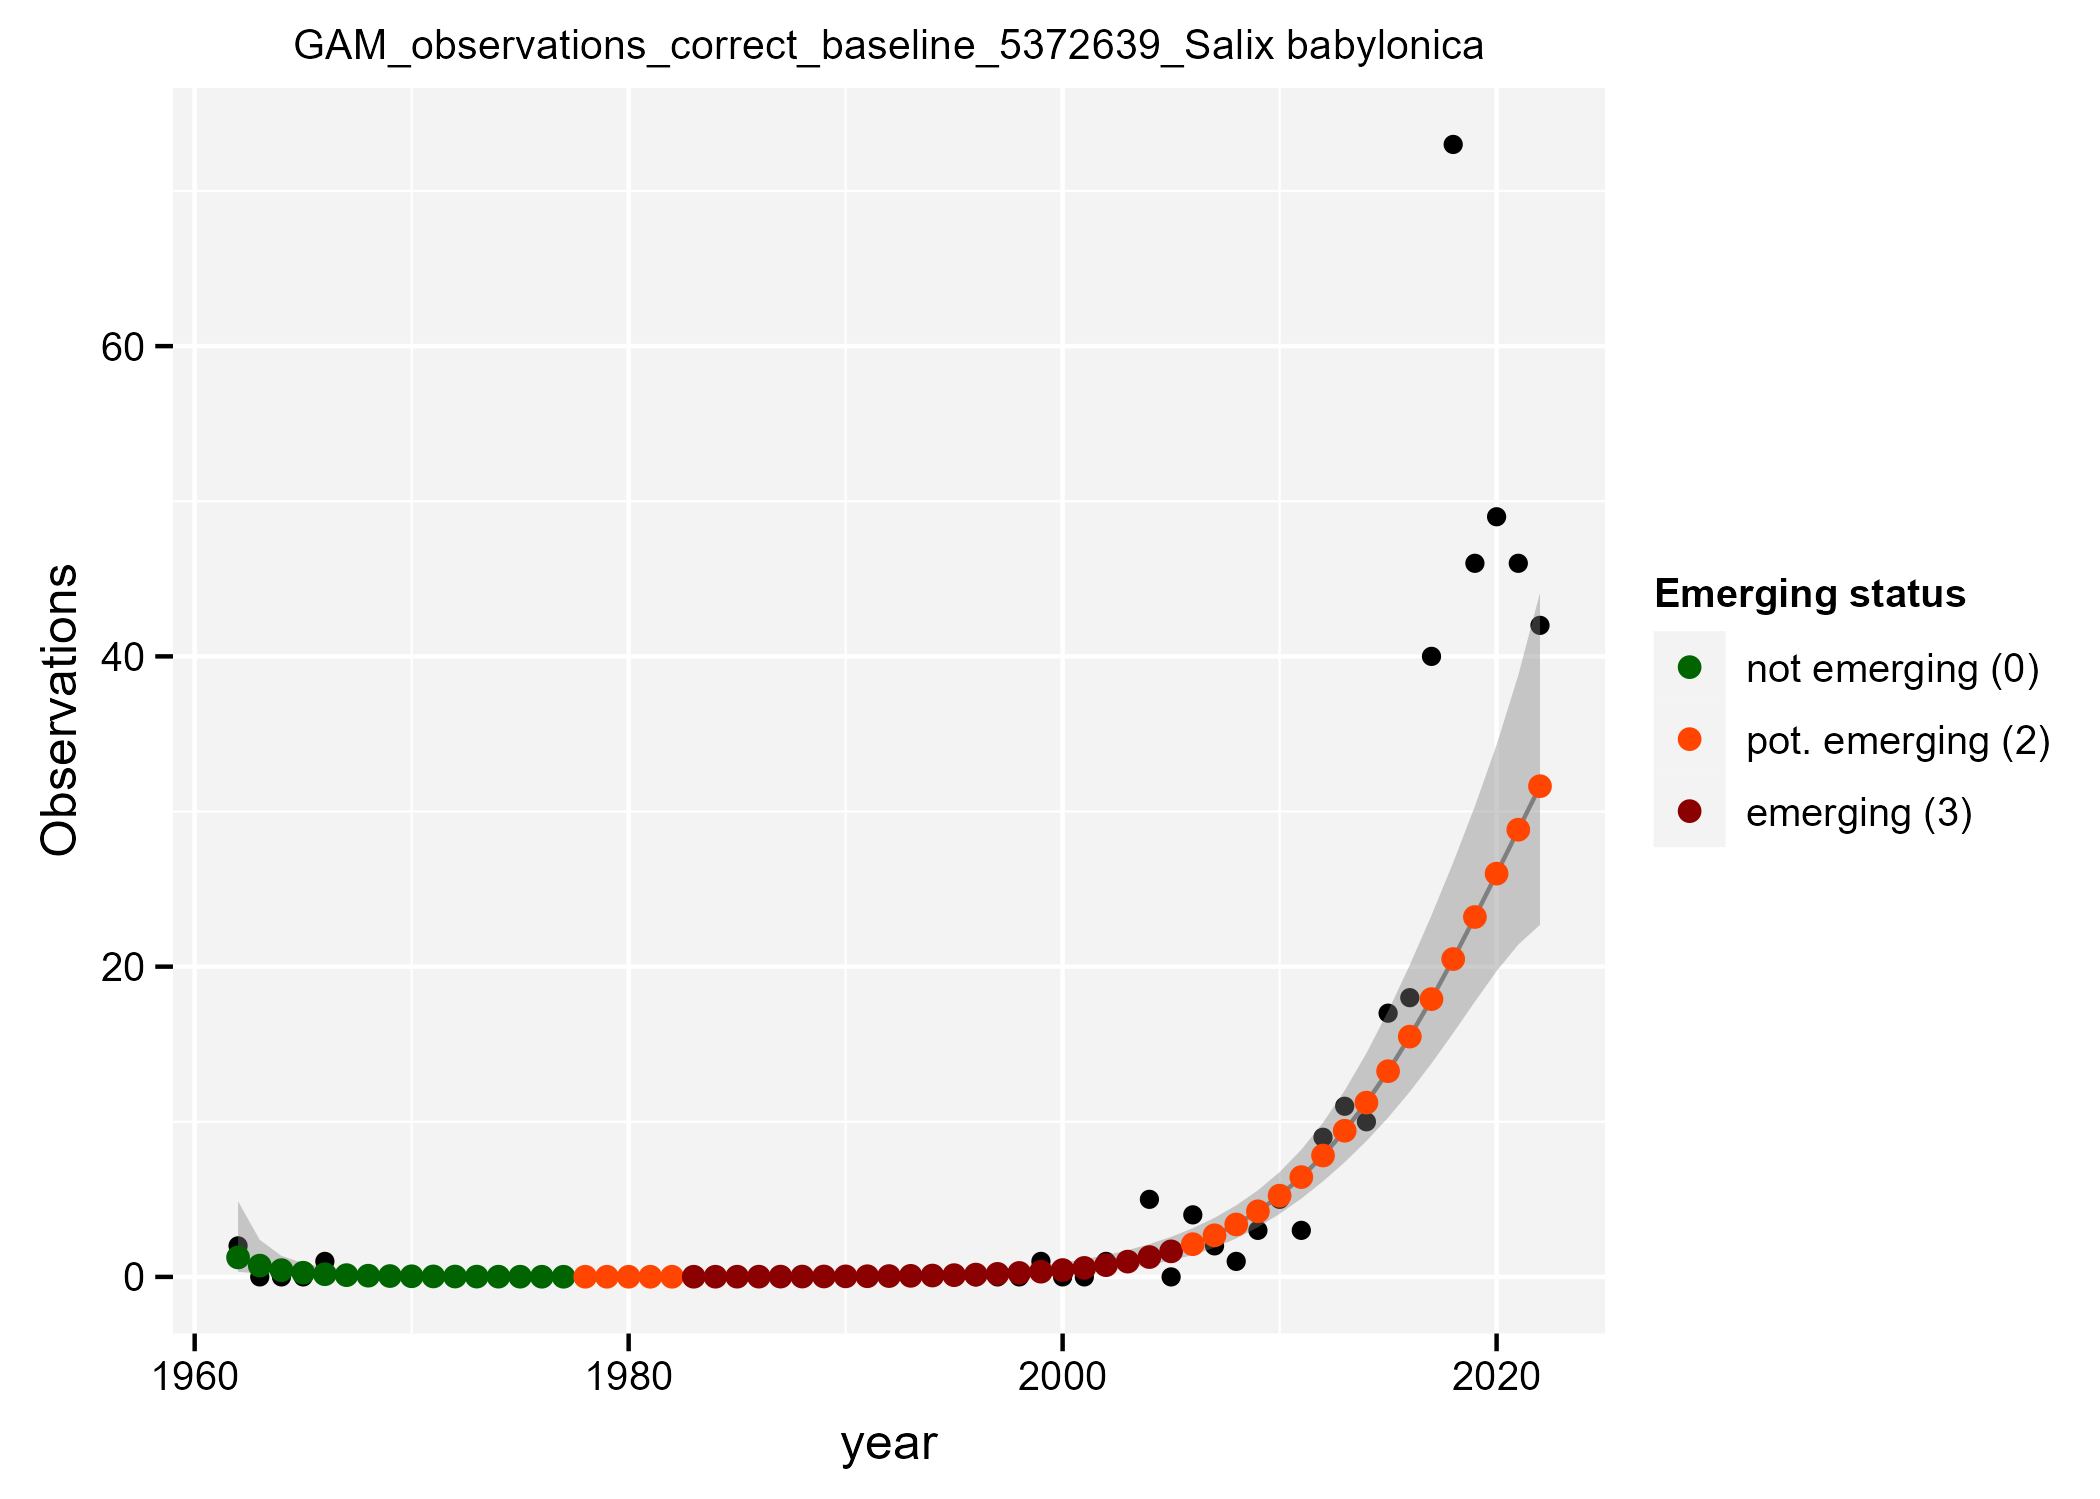 GAM_observations_correct_baseline_5372639_Salix babylonica
Observations
60
40
20
0
1960
1980
2000
2020
year
Emerging status
not emerging (0)
pot. emerging (2)
emerging (3)